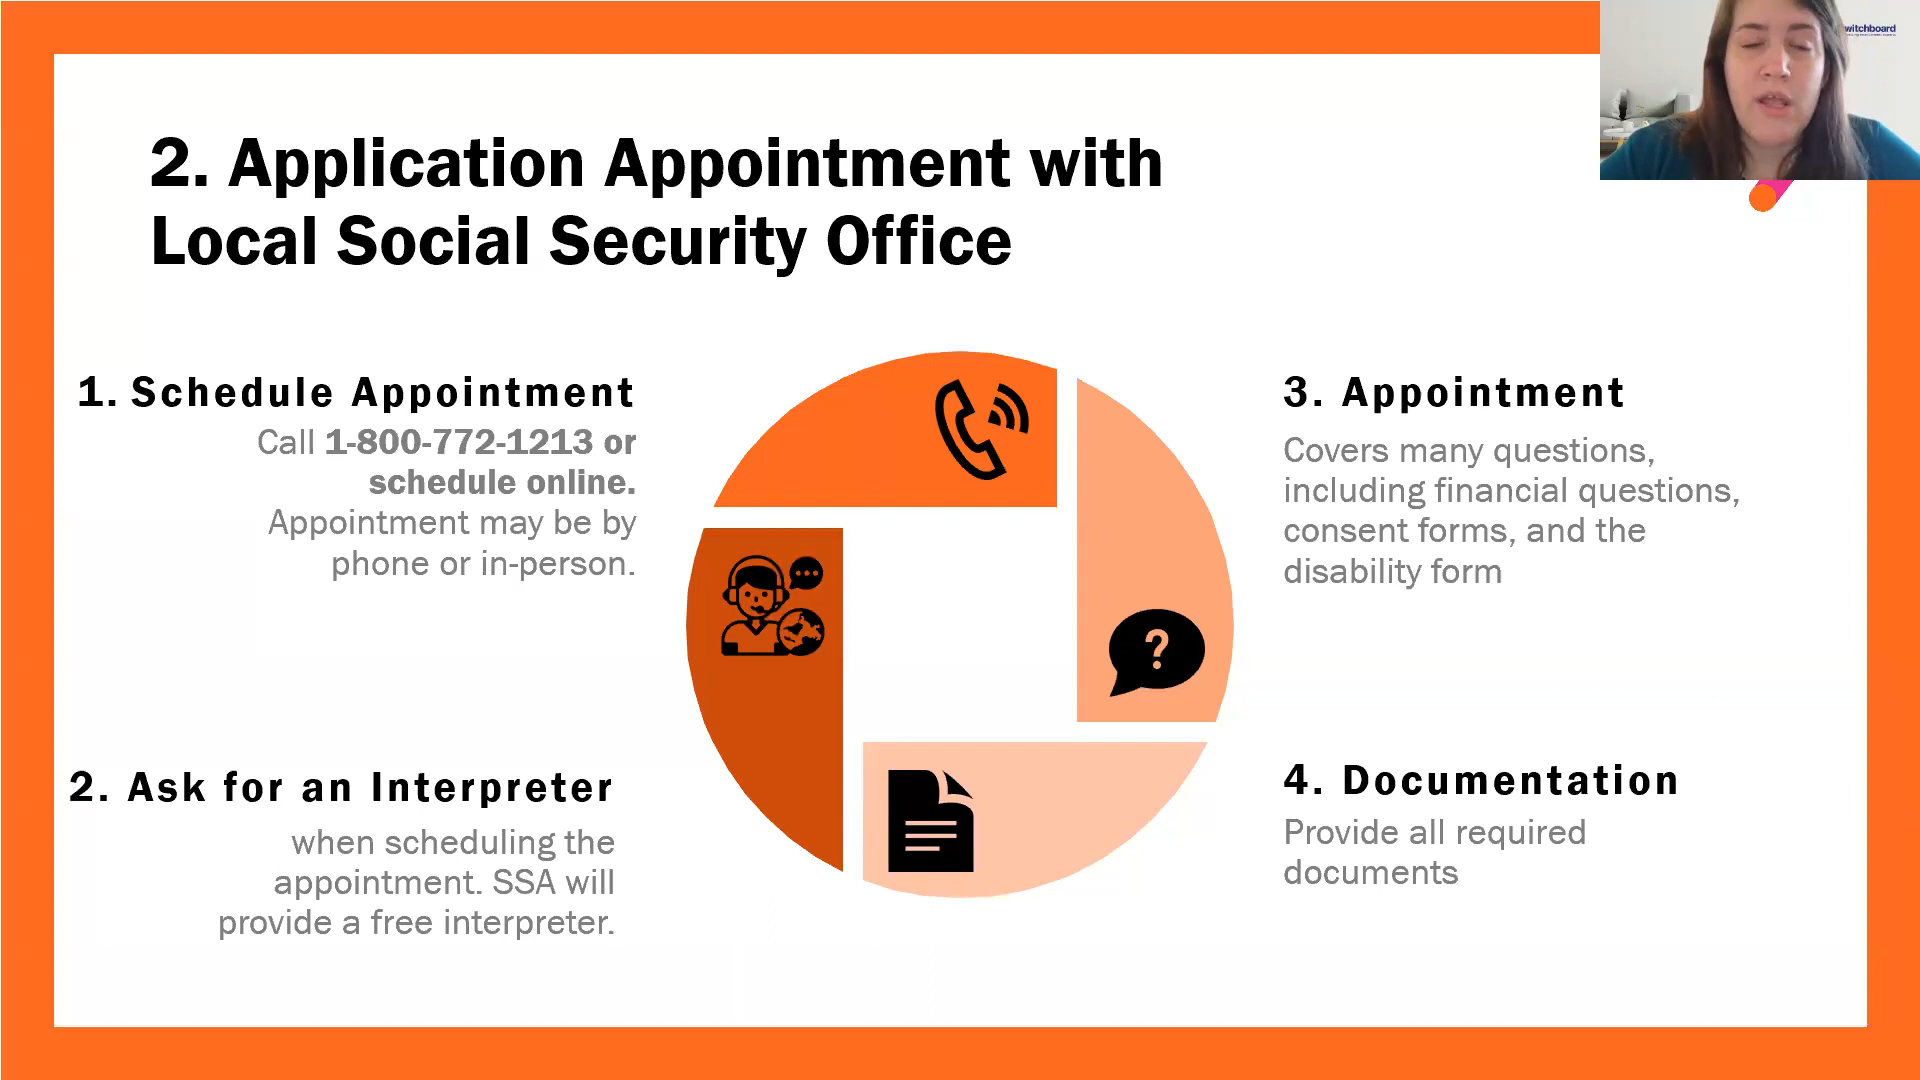 witchboard
2. Application Appointment with
Local Social Security Office
1. Schedule Appointment
Call 1-800-772-1213 or
schedule online.
Appointment may be by
phone or in-person.
2. Ask for an Interpreter
when scheduling the
appointment. SSA will
provide a free interpreter.
3. Appointment
Covers many questions,
including financial questions,
consent forms, and the
disability form
?
4. Documentation
Provide all required
documents